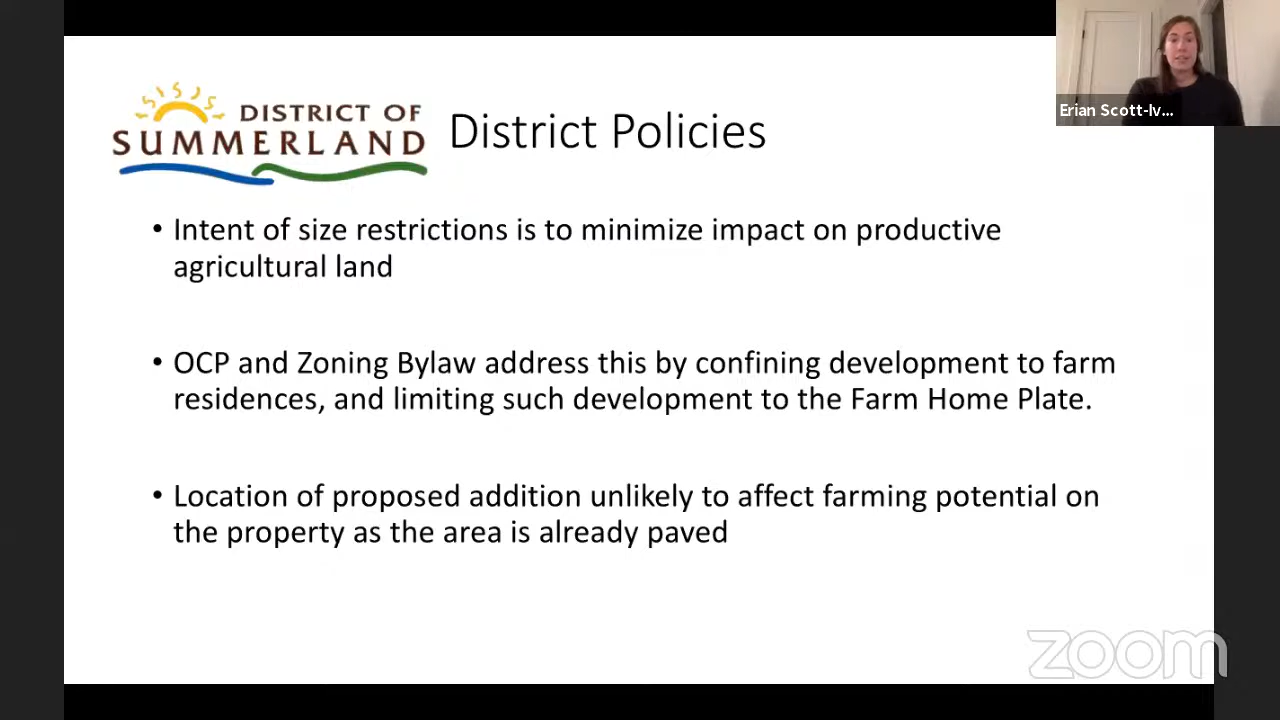 DISTRICT OF
SUMMERLAND
District Policies
Erian Scott-Iv...
• Intent of size restrictions is to minimize impact on productive
agricultural land
• OCP and Zoning Bylaw address this by confining development to farm
residences, and limiting such development to the Farm Home Plate.
• Location of proposed addition unlikely to affect farming potential on
the property as the area is already paved
zoom